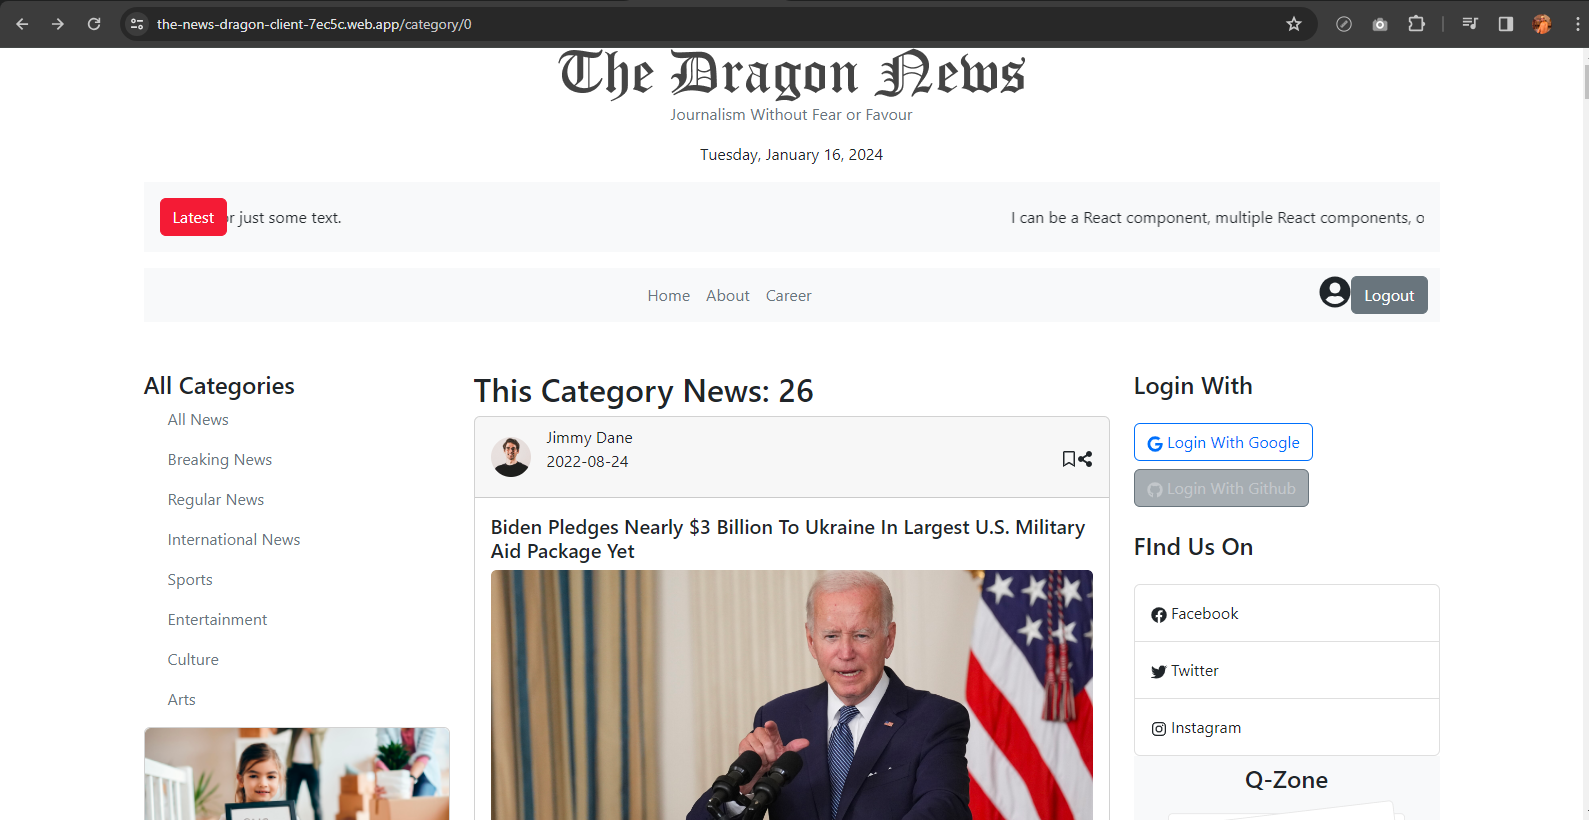 the-news-dragon-client-7ec5c.web.app/category/0
The Dragon News
Journalism Without Fear or Favour
Tuesday, January 16, 2024
Latest
r just some text.
I can be a React component, multiple React components, o
Home About Career
Logout
All Categories
All News
Breaking News
Regular News
International News
Sports
Entertainment
Culture
Arts
This Category News: 26
Jimmy Dane
2022-08-24
Biden Pledges Nearly $3 Billion To Ukraine In Largest U.S. Military
Aid Package Yet
Login With
Login With Google
Login With Github
FInd Us On
Facebook
Twitter
Instagram
Q-Zone